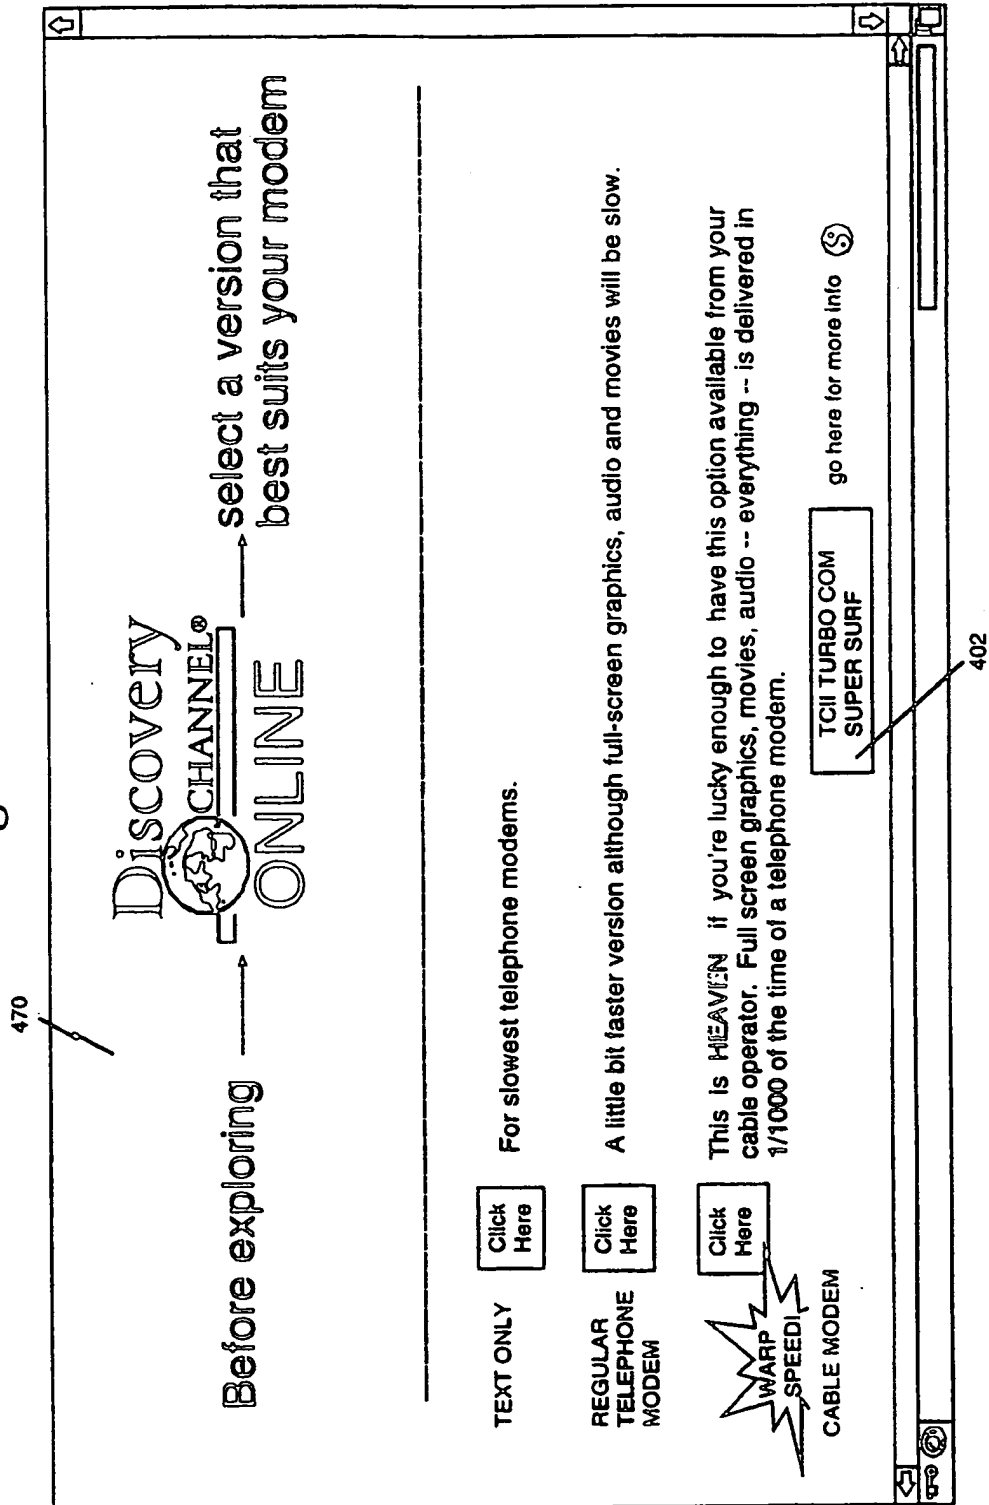 470
Before exploring
Discovery
CHANNEL®
ONLINE
select a version that
best suits your modem
TEXT ONLY
Click
Here
For slowest telephone modems.
REGULAR
TELEPHONE
MODEM
Click
Here
A little bit faster version although full-screen graphics, audio and movies will be slow.
WARP
SPEED!
CABLE MODEM
Click
Here
This is HEAVEN if you're lucky enough to have this option available from your
cable operator. Full screen graphics, movies, audio -- everything -- is delivered in
1/1000 of the time of a telephone modem.
TCII TURBO COM
SUPER SURF
go here for more info
402